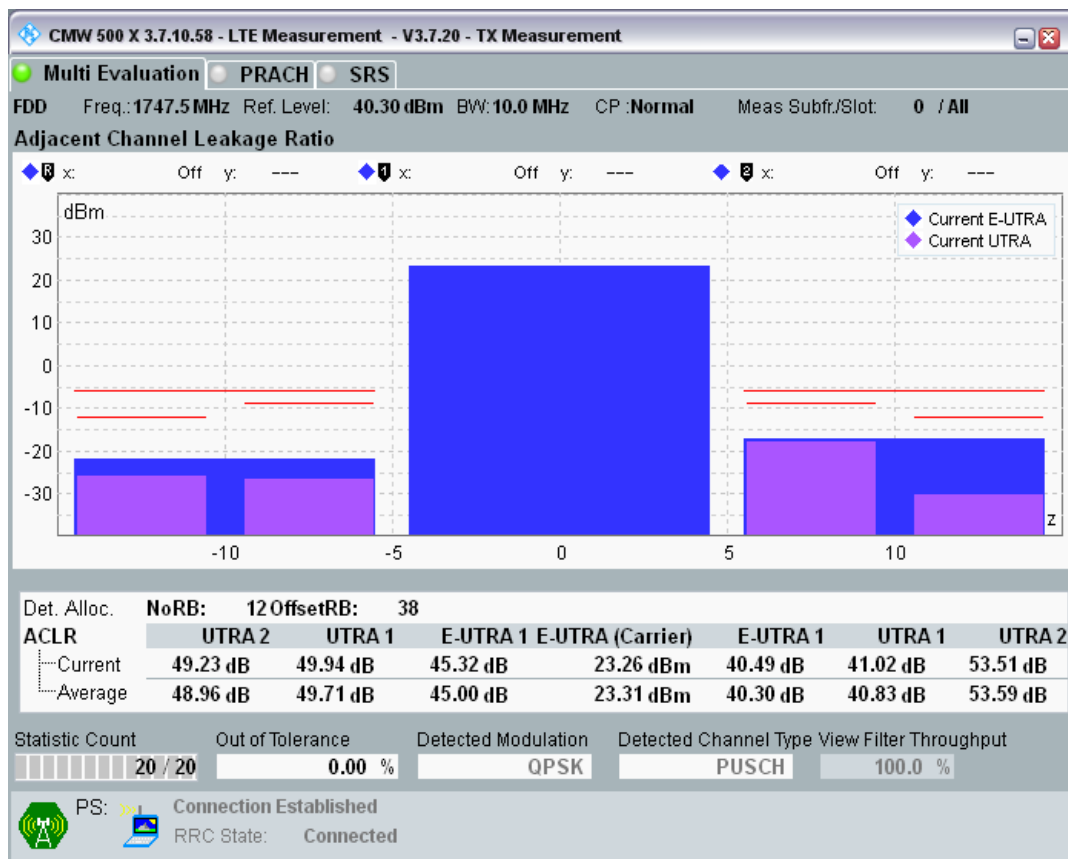 CMW 500 X 3.7.10.58 - LTE Measurement - V3.7.20 - TX Measurement
Multi Evaluation PRACH SRS
FDD Freq.:1747.5 MHz Ref. Level: 40.30 dBm BW:10.0 MHz CP :Normal Meas Subfr./Slot: 0 / All
Adjacent Channel Leakage Ratio
R x: Off y: --- 1 x: Off y: --- 2 x: Off y: ---
dBm
Current E-UTRA
Current UTRA
30
20
10
0
-10
-20
-30
z
-10 -5 0 5 10
Det. Alloc. NoRB: 12 OffsetRB: 38
ACLR UTRA 2 UTRA 1 E-UTRA 1 E-UTRA (Carrier) E-UTRA 1 UTRA 1 UTRA 2
Current 49.23 dB 49.94 dB 45.32 dB 23.26 dBm 40.49 dB 41.02 dB 53.51 dB
Average 48.96 dB 49.71 dB 45.00 dB 23.31 dBm 40.30 dB 40.83 dB 53.59 dB
Statistic Count Out of Tolerance Detected Modulation Detected Channel Type View Filter Throughput
20 / 20 0.00 % QPSK PUSCH 100.0 %
PS: Connection Established
RRC State: Connected